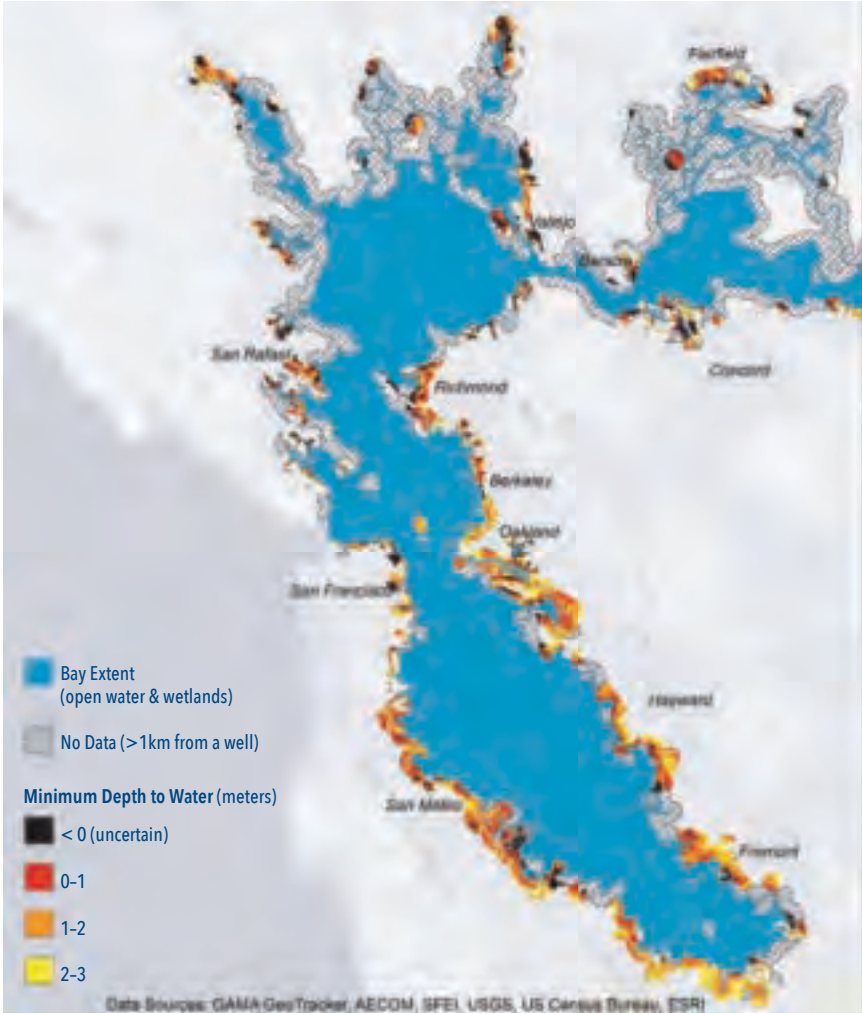 Fairfield
Vallejo
Benicia
San Rafael
Concord
Richmond
Berkeley
Oakland
San Francisco
Bay Extent
(open water & wetlands)
Hayward
No Data (>1km from a well)
Minimum Depth to Water (meters)
San Mateo
< 0 (uncertain)
Fremont
0–1
1–2
2–3
Data Sources: GAMA GeoTracker, AECOM, SFEI, USGS, US Census Bureau, ESRI